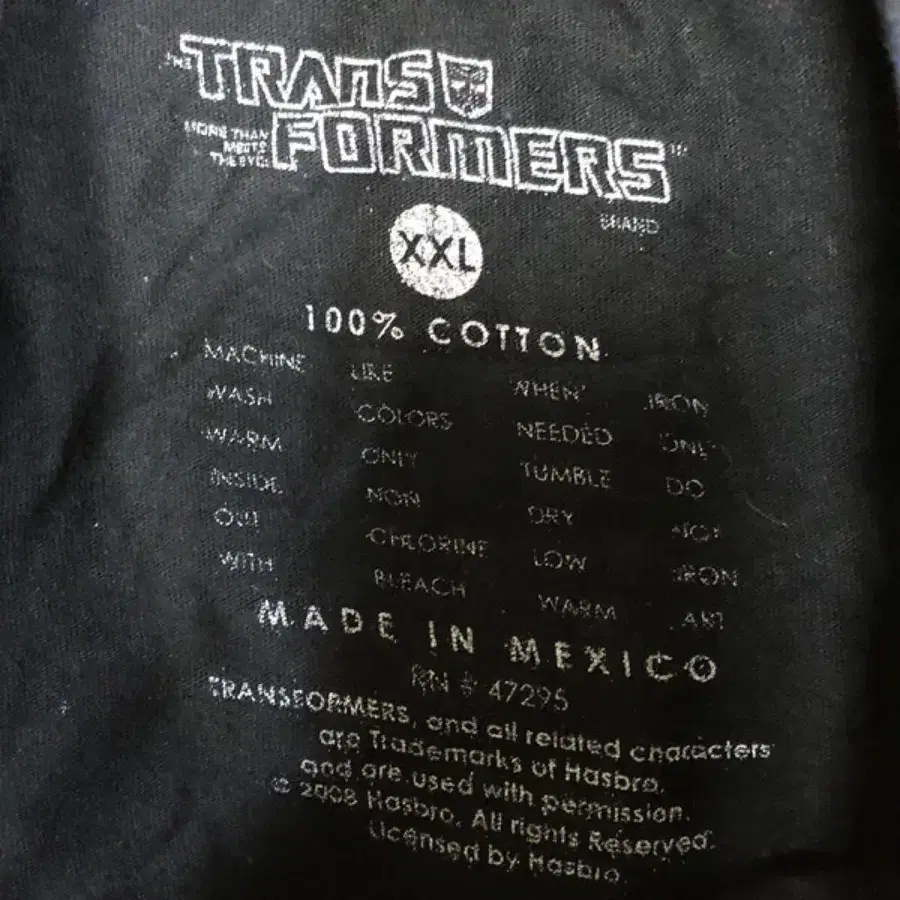 THE TRANS
FORMERS™
MORE THAN
MEETS
THE EYE!
BRAND
XXL
100% COTTON
MACHINE LIKE WHEN IRON
WASH COLORS NEEDED ONLY
WARM ONLY TUMBLE DO
INSIDE NON DRY NOT
OUT CHLORINE LOW IRON
WITH BLEACH WARM ART
MADE IN MEXICO
RN # 47295
TRANSFORMERS, and all related characters
are Trademarks of Hasbro.
and are used with permission.
© 2008 Hasbro. All rights Reserved.
Licensed by Hasbro.